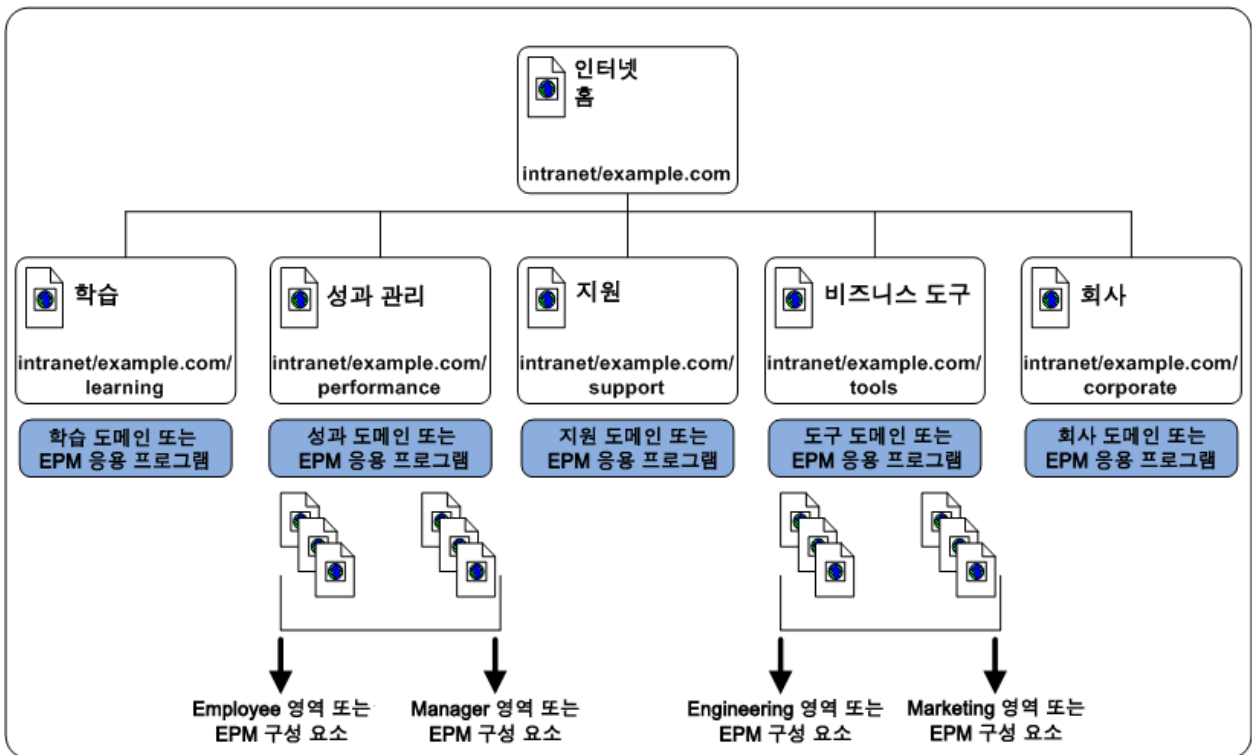 인터넷
홈
intranet/example.com
학습
intranet/example.com/
learning
성과 관리
intranet/example.com/
performance
지원
intranet/example.com/
support
비즈니스 도구
intranet/example.com/
tools
회사
intranet/example.com/
corporate
학습 도메인 또는
EPM 응용 프로그램
성과 도메인 또는
EPM 응용 프로그램
지원 도메인 또는
EPM 응용 프로그램
도구 도메인 또는
EPM 응용 프로그램
회사 도메인 또는
EPM 응용 프로그램
Employee 영역 또는
EPM 구성 요소
Manager 영역 또는
EPM 구성 요소
Engineering 영역 또는
EPM 구성 요소
Marketing 영역 또는
EPM 구성 요소